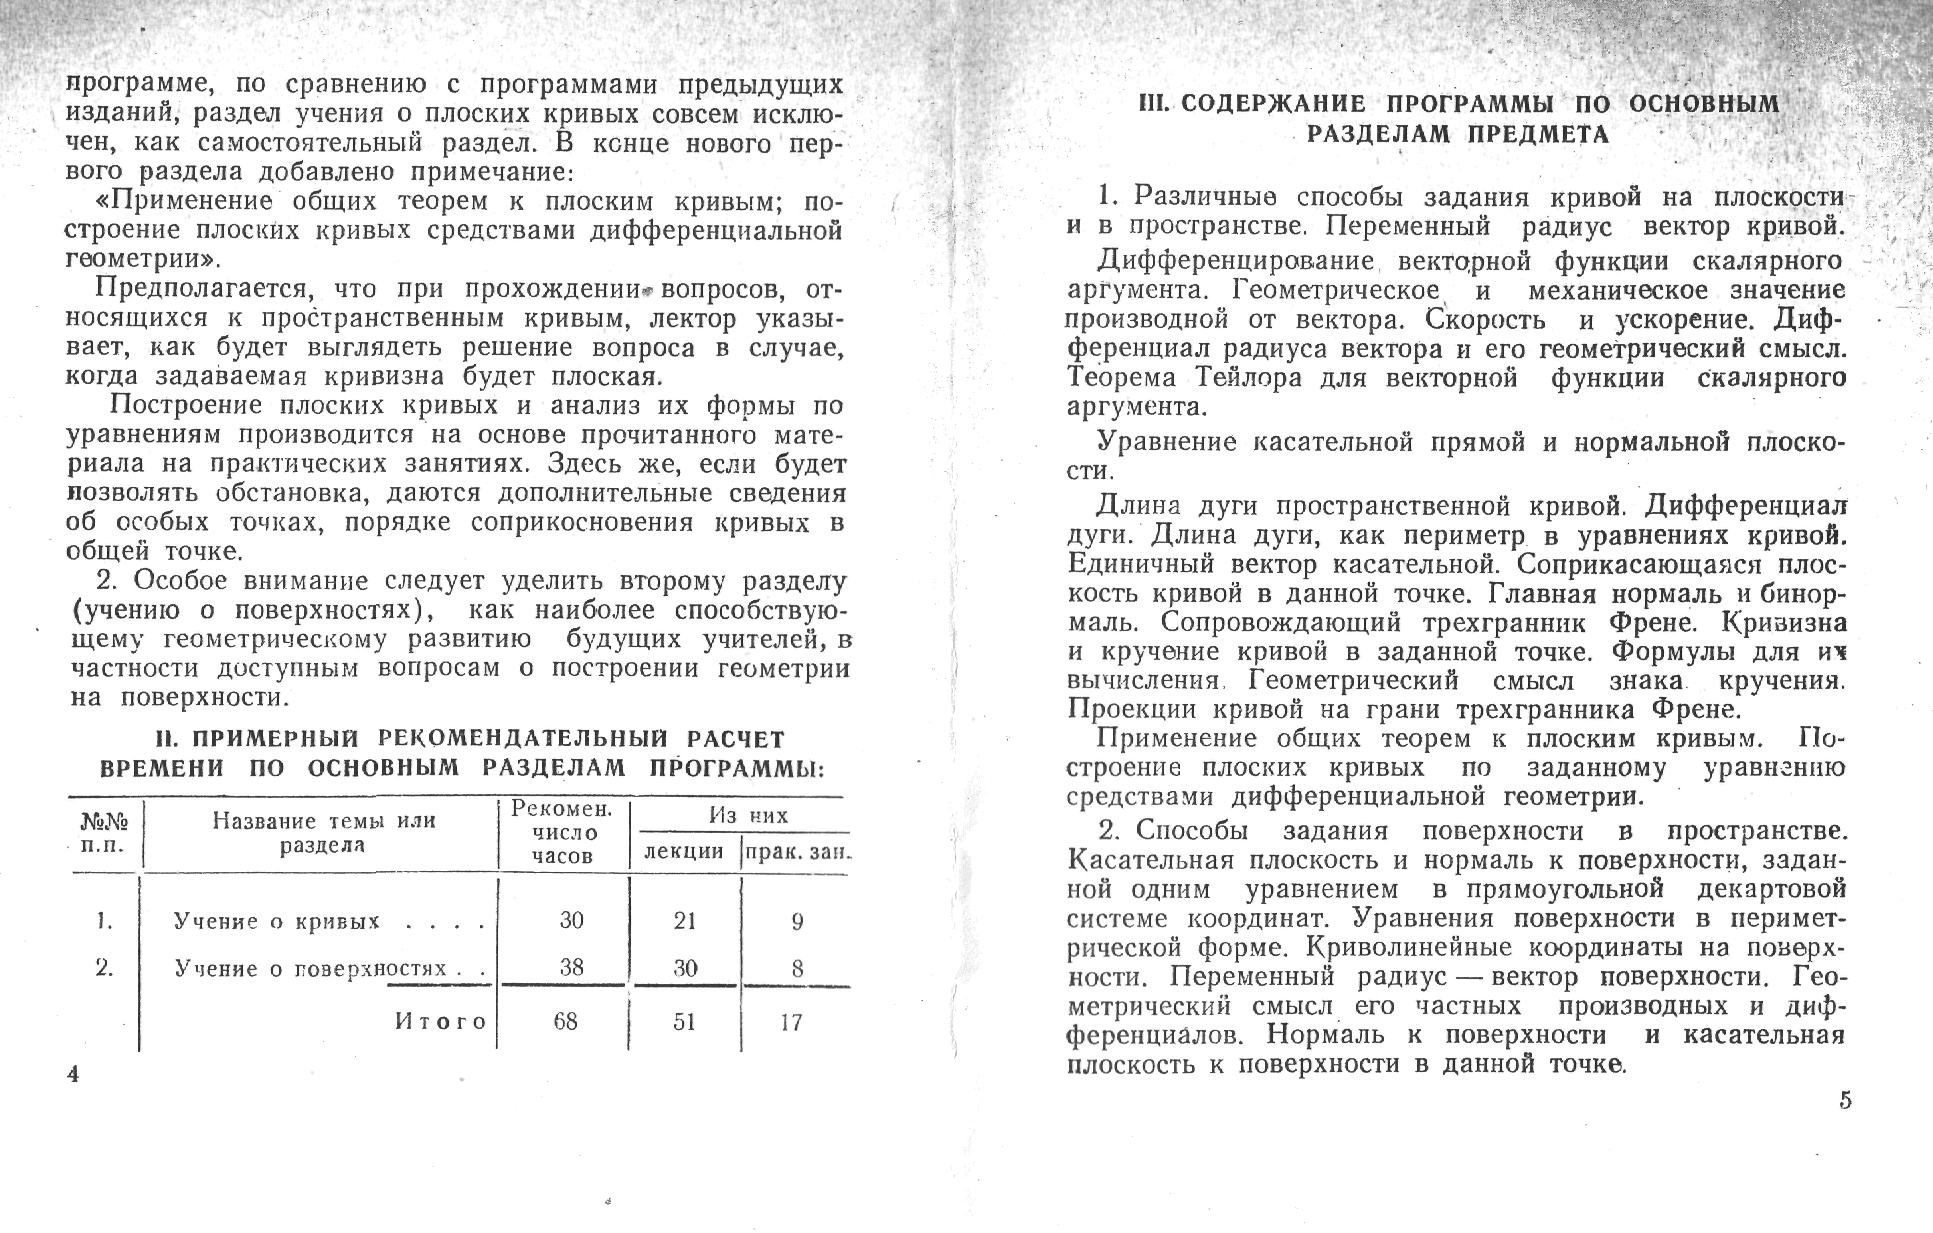 программе, по сравнению с программами предыдущих
изданий, раздел учения о плоских кривых совсем исклю-
чен, как самостоятельный раздел. В конце нового пер-
вого раздела добавлено примечание:
«Применение общих теорем к плоским кривым; по-
строение плоских кривых средствами дифференциальной
геометрии».
Предполагается, что при прохождении вопросов, от-
носящихся к пространственным кривым, лектор указы-
вает, как будет выглядеть решение вопроса в случае,
когда задаваемая кривизна будет плоская.
Построение плоских кривых и анализ их формы по
уравнениям производится на основе прочитанного мате-
риала на практических занятиях. Здесь же, если будет
позволять обстановка, даются дополнительные сведения
об особых точках, порядке соприкосновения кривых в
общей точке.
2. Особое внимание следует уделить второму разделу
(учению о поверхностях), как наиболее способствую-
щему геометрическому развитию будущих учителей, в
частности доступным вопросам о построении геометрии
на поверхности.
II. ПРИМЕРНЫЙ РЕКОМЕНДАТЕЛЬНЫЙ РАСЧЕТ
ВРЕМЕНИ ПО ОСНОВНЫМ РАЗДЕЛАМ ПРОГРАММЫ:
№№ п.п. Название темы или раздела Рекомен. число часов Из них
лекции прак. зан.
1. Учение о кривых . . . . 30 21 9
2. Учение о поверхностях . . 38 30 8
Итого 68 51 17
4
III. СОДЕРЖАНИЕ ПРОГРАММЫ ПО ОСНОВНЫМ
РАЗДЕЛАМ ПРЕДМЕТА
1. Различные способы задания кривой на плоскости
и в пространстве. Переменный радиус вектор кривой.
Дифференцирование векторной функции скалярного
аргумента. Геометрическое и механическое значение
производной от вектора. Скорость и ускорение. Диф-
ференциал радиуса вектора и его геометрический смысл.
Теорема Тейлора для векторной функции скалярного
аргумента.
Уравнение касательной прямой и нормальной плоско-
сти.
Длина дуги пространственной кривой. Дифференциал
дуги. Длина дуги, как периметр в уравнениях кривой.
Единичный вектор касательной. Соприкасающаяся плос-
кость кривой в данной точке. Главная нормаль и бинор-
маль. Сопровождающий трехгранник Френе. Кривизна
и кручение кривой в заданной точке. Формулы для их
вычисления. Геометрический смысл знака кручения.
Проекции кривой на грани трехгранника Френе.
Применение общих теорем к плоским кривым. По-
строение плоских кривых по заданному уравнению
средствами дифференциальной геометрии.
2. Способы задания поверхности в пространстве.
Касательная плоскость и нормаль к поверхности, задан-
ной одним уравнением в прямоугольной декартовой
системе координат. Уравнения поверхности в перимет-
рической форме. Криволинейные координаты на поверх-
ности. Переменный радиус — вектор поверхности. Гео-
метрический смысл его частных производных и диф-
ференциалов. Нормаль к поверхности и касательная
плоскость к поверхности в данной точке.
5